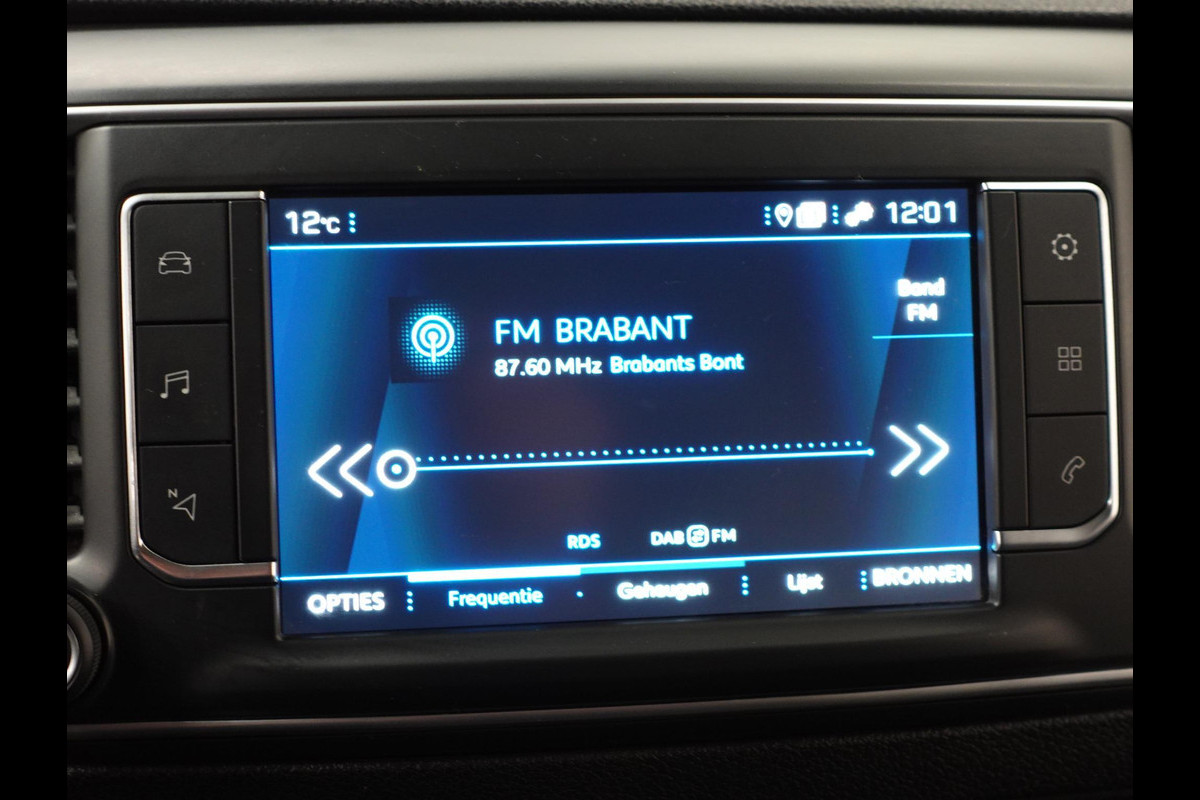 12°C 12:01
Band
FM
FM BRABANT
87.60 MHz Brabants Bont
RDS DAB FM
OPTIES Frequentie Geheugen Lijst BRONNEN
N